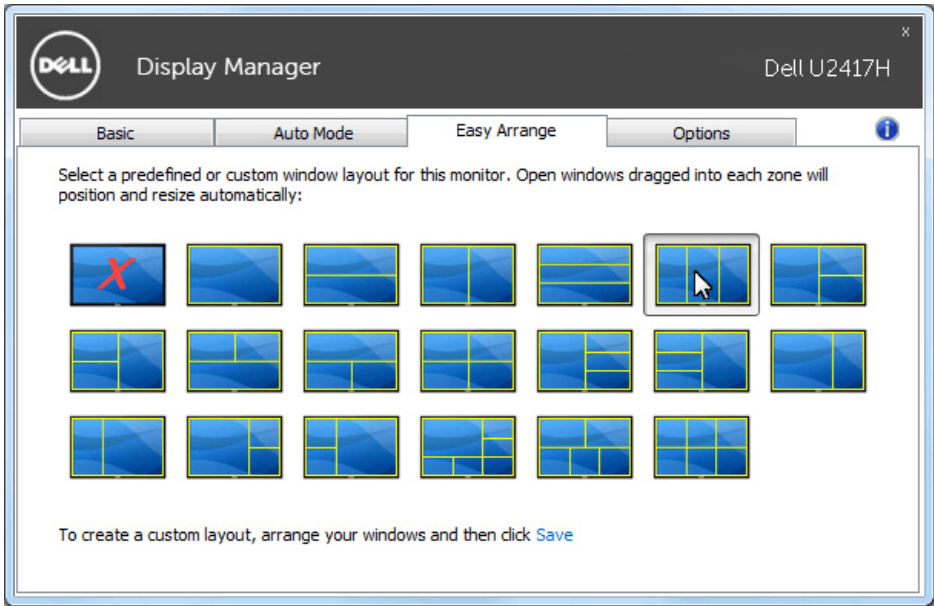 x
DELL
Display Manager
Dell U2417H
Basic
Auto Mode
Easy Arrange
Options
i
Select a predefined or custom window layout for this monitor. Open windows dragged into each zone will
position and resize automatically:
X
To create a custom layout, arrange your windows and then click Save